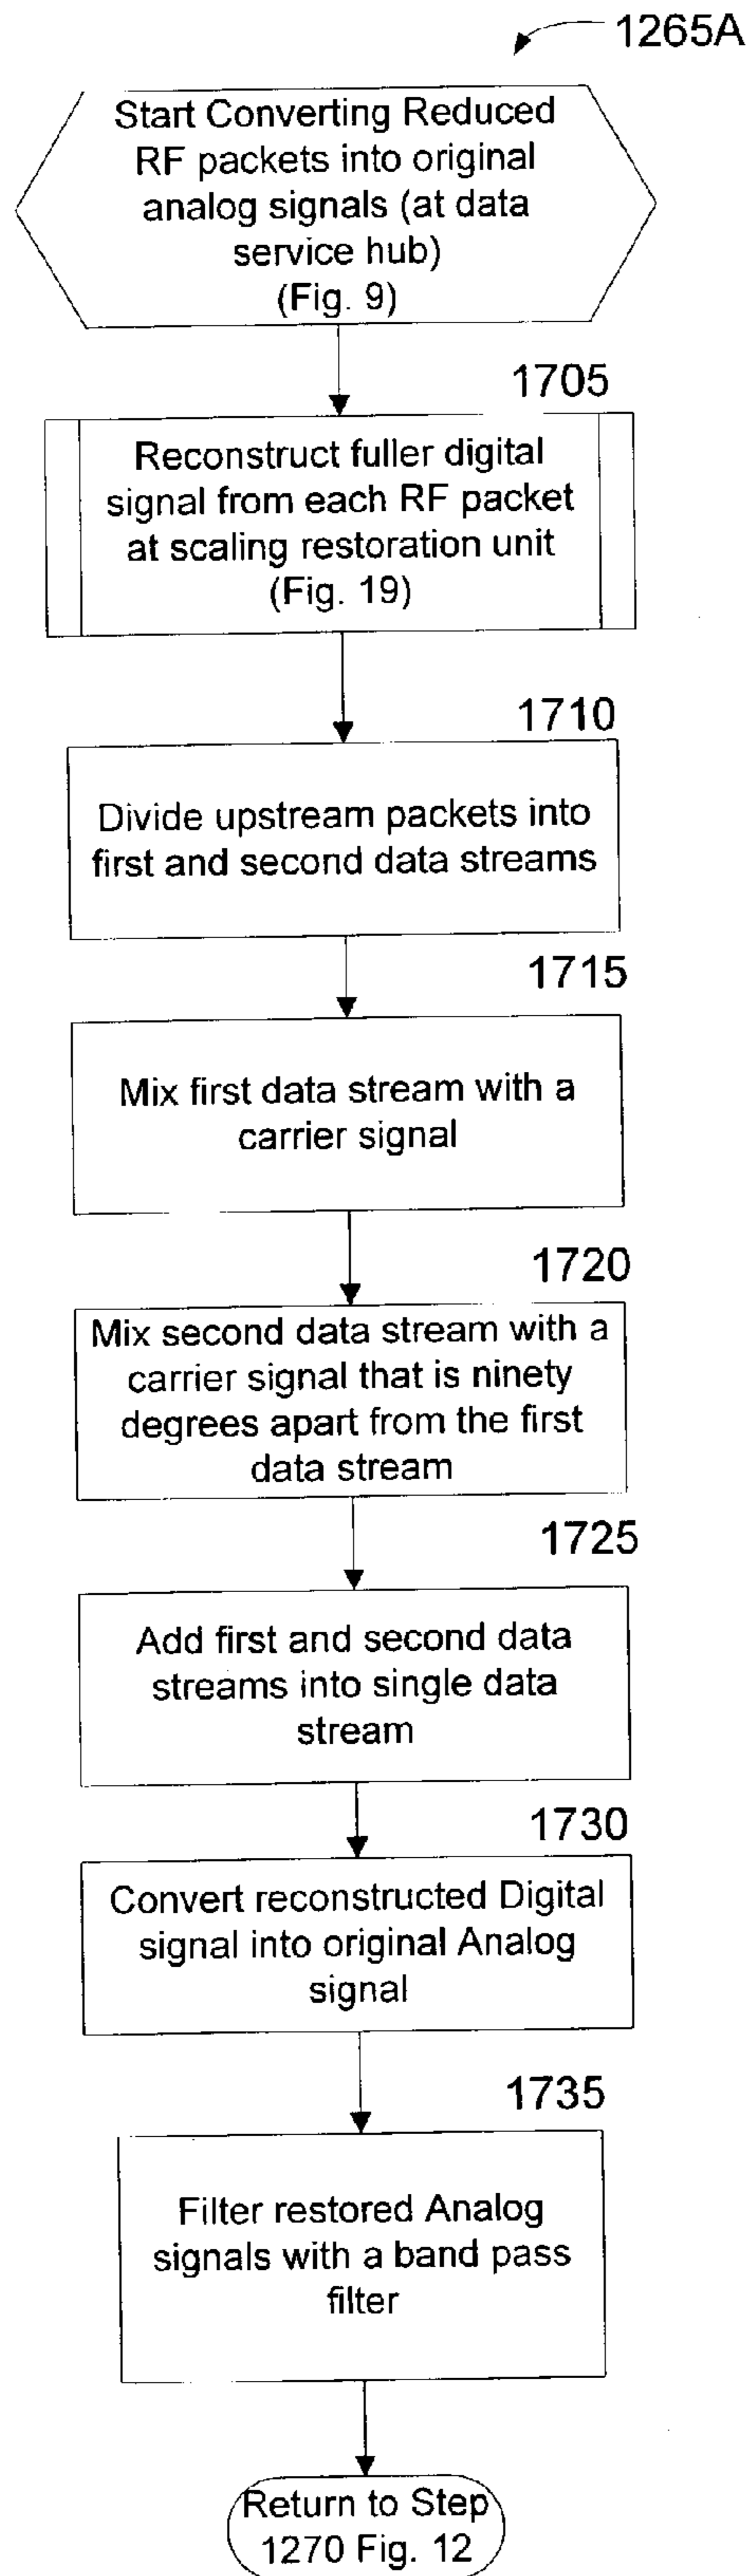 1265A
Start Converting Reduced
RF packets into original
analog signals (at data
service hub)
(Fig. 9)
1705
Reconstruct fuller digital
signal from each RF packet
at scaling restoration unit
(Fig. 19)
1710
Divide upstream packets into
first and second data streams
1715
Mix first data stream with a
carrier signal
1720
Mix second data stream with a
carrier signal that is ninety
degrees apart from the first
data stream
1725
Add first and second data
streams into single data
stream
1730
Convert reconstructed Digital
signal into original Analog
signal
1735
Filter restored Analog
signals with a band pass
filter
Return to Step
1270 Fig. 12